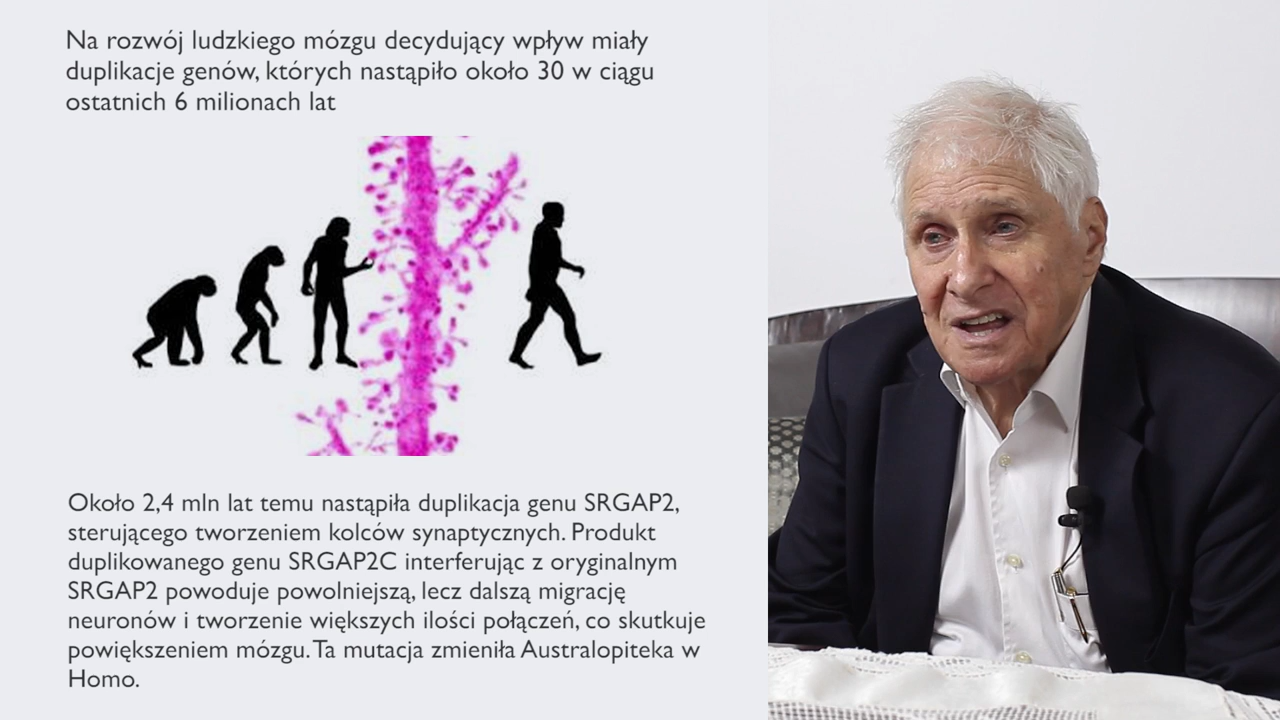 Na rozwój ludzkiego mózgu decydujący wpływ miały
duplikacje genów, których nastąpiło około 30 w ciągu
ostatnich 6 milionach lat
Około 2,4 mln lat temu nastąpiła duplikacja genu SRGAP2,
sterującego tworzeniem kolców synaptycznych. Produkt
duplikowanego genu SRGAP2C interferując z oryginalnym
SRGAP2 powoduje powolniejszą, lecz dalszą migrację
neuronów i tworzenie większych ilości połączeń, co skutkuje
powiększeniem mózgu. Ta mutacja zmieniła Australopiteka w
Homo.